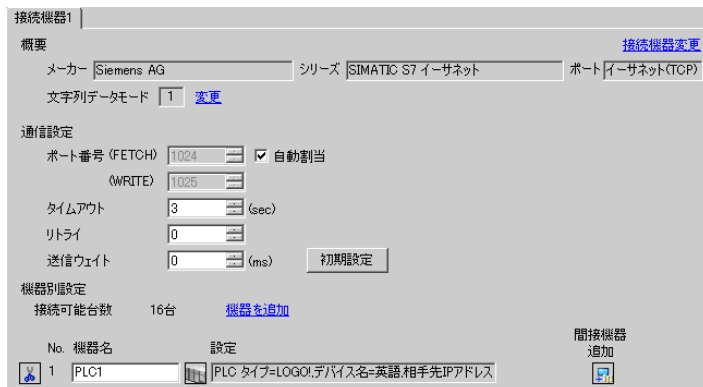 接続機器1
概要 接続機器変更
メーカー Siemens AG シリーズ SIMATIC S7 イーサネット ポート イーサネット(TCP)
文字列データモード 1 変更
通信設定
ポート番号 (FETCH) 1024 自動割当
(WRITE) 1025
タイムアウト 3 (sec)
リトライ 0
送信ウェイト 0 (ms) 初期設定
機器別設定
接続可能台数 16台 機器を追加
間接機器
No. 機器名 設定 追加
1 PLC1 PLC タイプ=LOGO!,デバイス名=英語,相手先IPアドレス